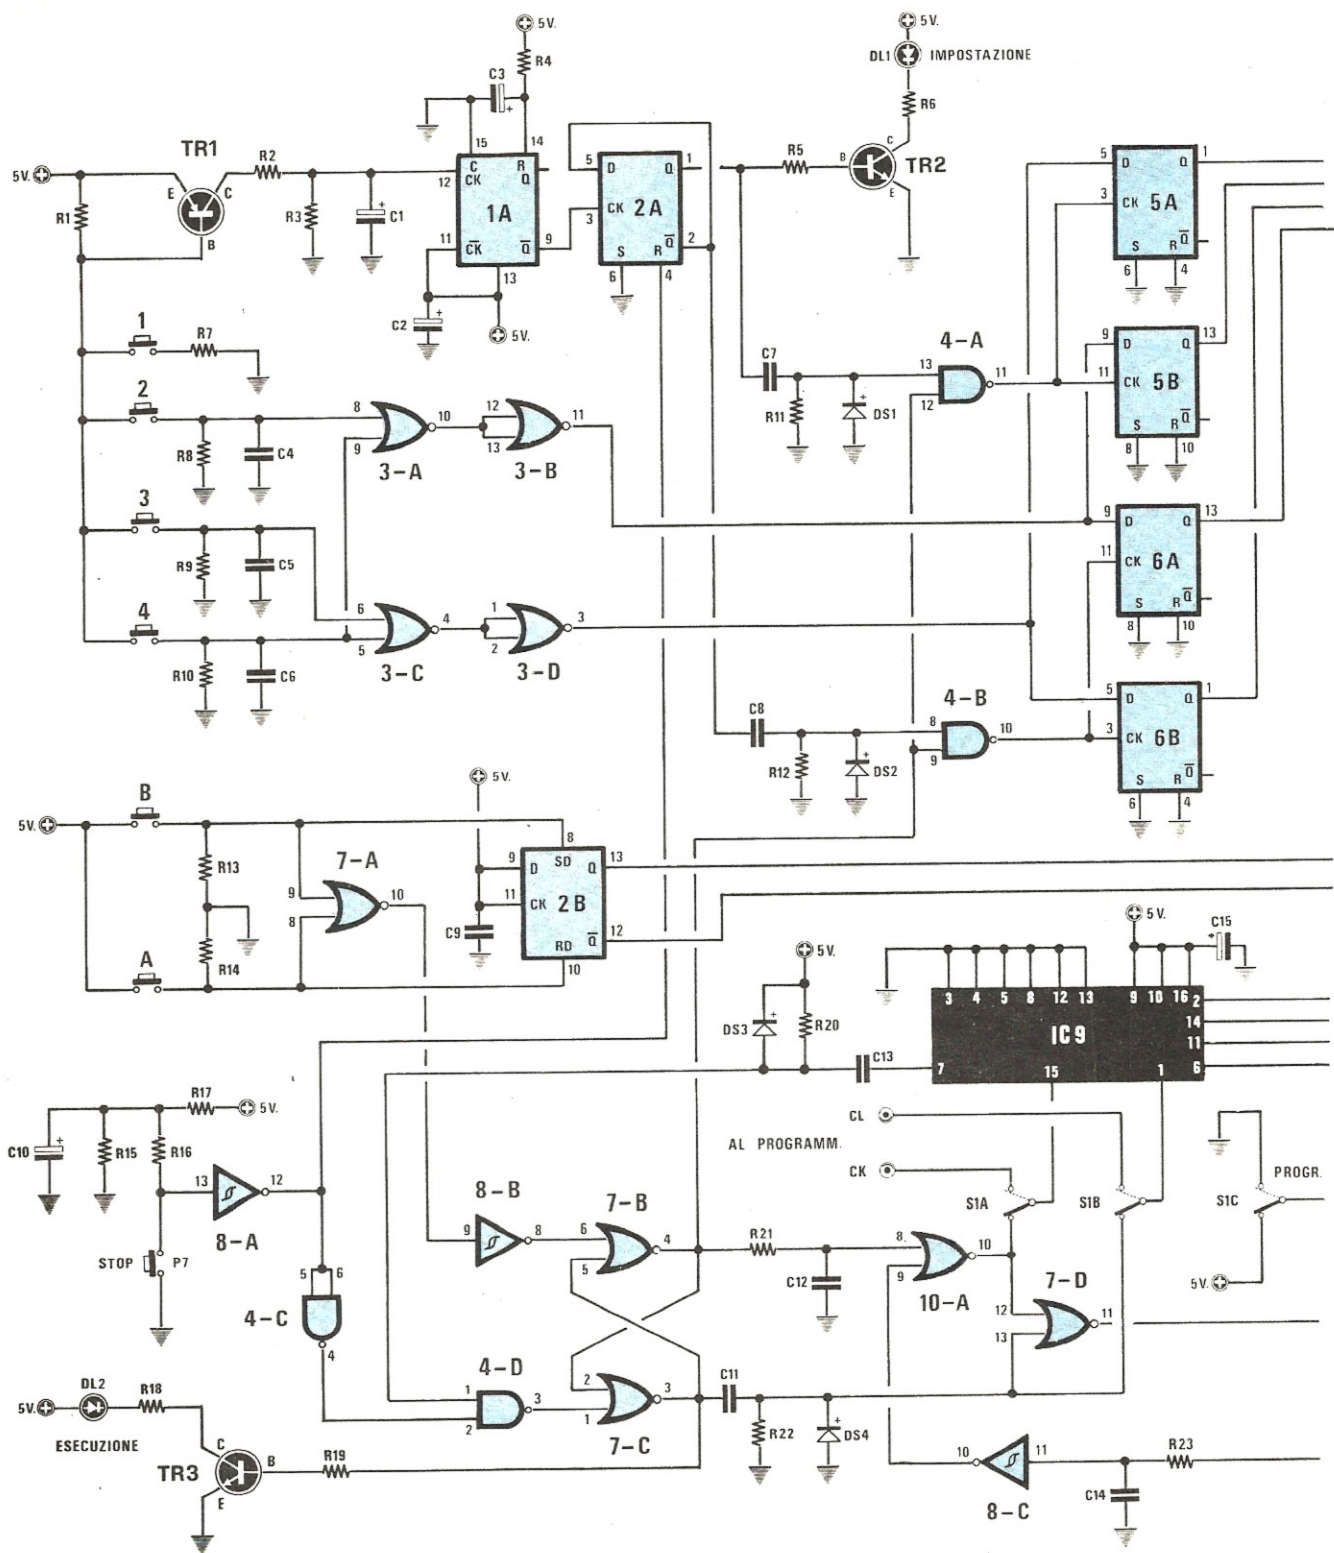 5V.
R4
C3
15
14
5V.
DL1 IMPOSTAZIONE
R6
TR1
5V.
E
C
B
R1
R2
R3
C1
12
C
CK
R
Q
1A
11
CK
Q
9
13
C2
5V.
5
D
Q
1
3
CK
2A
S
R
Q
2
6
4
R5
B
C
E
TR2
5
D
Q
1
3
CK
5A
S
R
Q
6
4
1
R7
2
R8
C4
8
9
10
3-A
12
13
11
3-B
C7
R11
DS1
4-A
13
12
11
9
D
Q
13
11
CK
5B
S
R
Q
8
10
3
R9
C5
4
R10
C6
6
5
4
3-C
1
2
3
3-D
9
D
Q
13
11
CK
6A
S
R
Q
8
10
C8
R12
DS2
4-B
8
9
10
5
D
Q
1
3
CK
6B
S
R
Q
6
4
5V.
B
R13
R14
A
7-A
9
8
10
5V.
C9
9
D
8
SD
Q
13
11
CK
2B
RD
Q
12
10
5V.
DS3
R20
C13
5V.
C15
3 4 5 8 12 13
9 10 16
2
14
11
6
IC9
7
15
1
CL
AL PROGRAMM.
CK
S1A
S1B
S1C
PROGR.
5V.
R17
5V.
C10
R15
R16
13
12
8-A
STOP
P7
5
6
4-C
4
8-B
9
8
7-B
6
5
4
R21
C12
8
9
10
10-A
7-D
12
13
11
4-D
1
2
3
2
1
3
7-C
C11
R22
DS4
10
11
8-C
R23
C14
5V.
DL2
R18
ESECUZIONE
TR3
C
B
E
R19